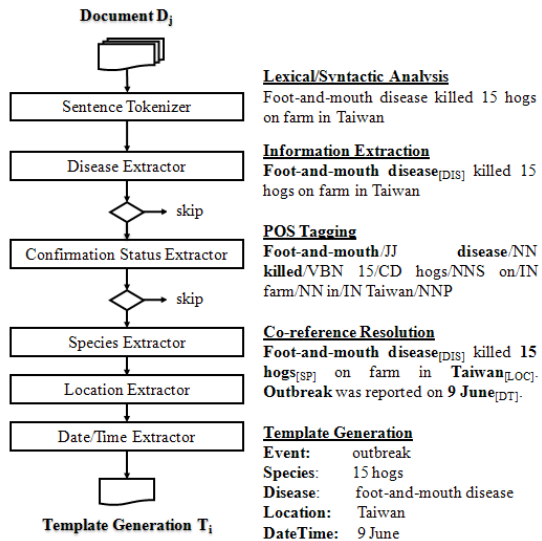 Document Dj
Sentence Tokenizer
Disease Extractor
skip
Confirmation Status Extractor
skip
Species Extractor
Location Extractor
Date/Time Extractor
Template Generation Ti
Lexical/Syntactic Analysis
Foot-and-mouth disease killed 15 hogs
on farm in Taiwan
Information Extraction
Foot-and-mouth disease[DIS] killed 15
hogs on farm in Taiwan
POS Tagging
Foot-and-mouth/JJ disease/NN
killed/VBN 15/CD hogs/NNS on/IN
farm/NN in/IN Taiwan/NNP
Co-reference Resolution
Foot-and-mouth disease[DIS] killed 15
hogs[SP] on farm in Taiwan[LOC].
Outbreak was reported on 9 June[DT].
Template Generation
Event: outbreak
Species: 15 hogs
Disease: foot-and-mouth disease
Location: Taiwan
DateTime: 9 June